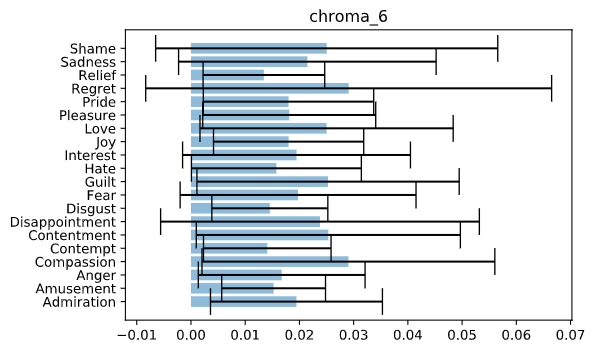 chroma_6
Shame
Sadness
Relief
Regret
Pride
Pleasure
Love
Joy
Interest
Hate
Guilt
Fear
Disgust
Disappointment
Contentment
Contempt
Compassion
Anger
Amusement
Admiration
−0.01 0.00 0.01 0.02 0.03 0.04 0.05 0.06 0.07